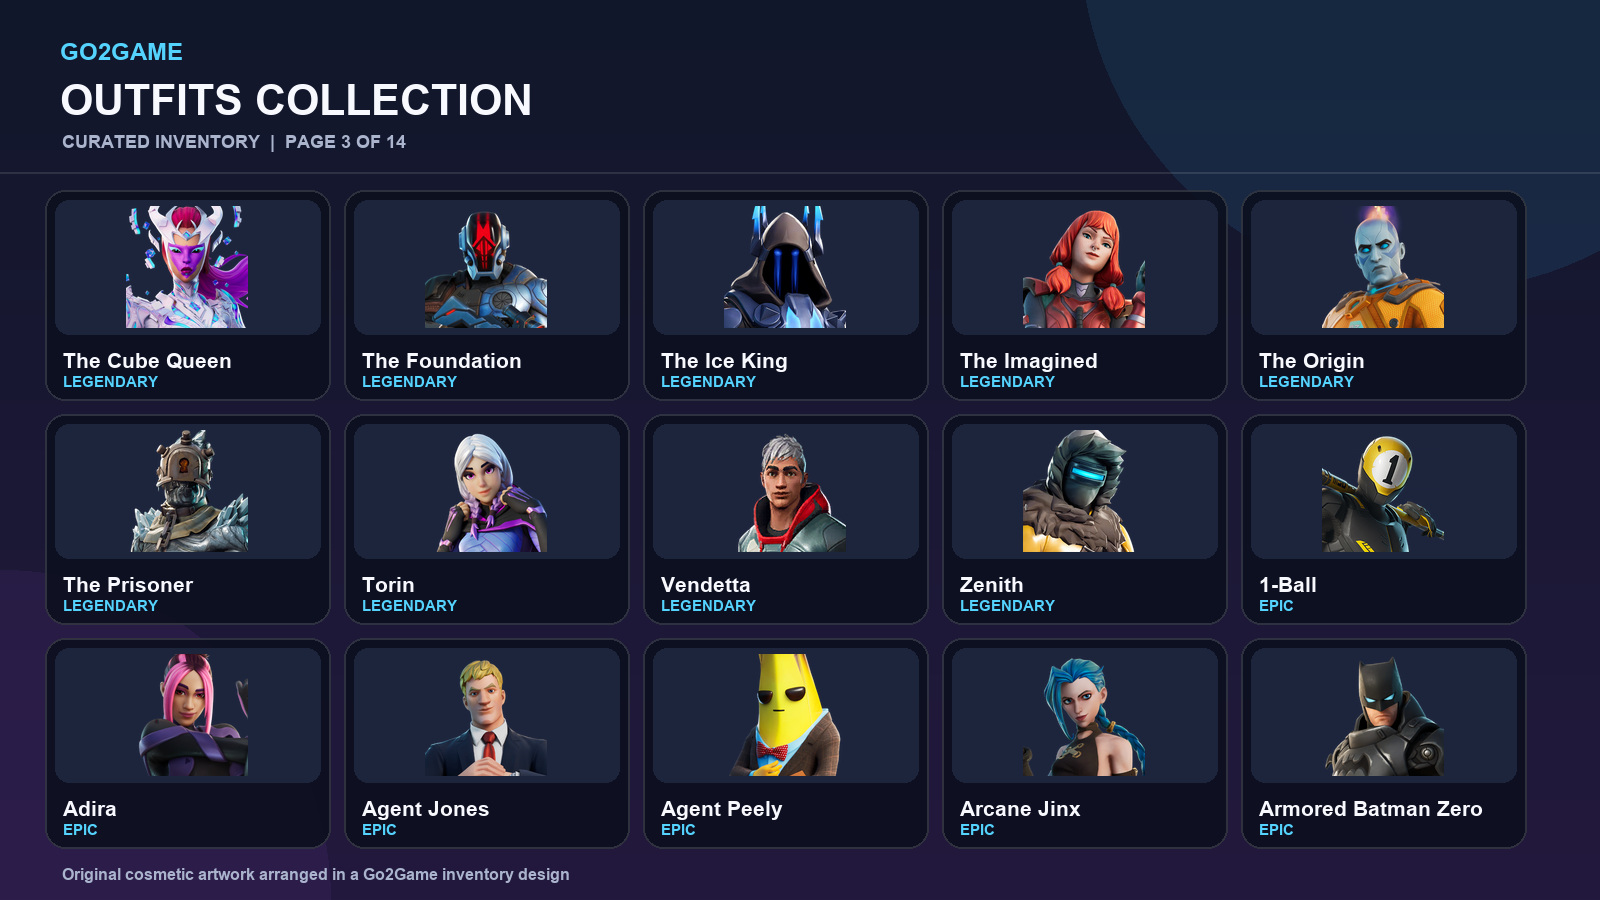 GO2GAME
OUTFITS COLLECTION
CURATED INVENTORY | PAGE 3 OF 14
The Cube Queen
LEGENDARY
The Foundation
LEGENDARY
The Ice King
LEGENDARY
The Imagined
LEGENDARY
The Origin
LEGENDARY
The Prisoner
LEGENDARY
Torin
LEGENDARY
Vendetta
LEGENDARY
Zenith
LEGENDARY
1
1-Ball
EPIC
Adira
EPIC
Agent Jones
EPIC
Agent Peely
EPIC
Arcane Jinx
EPIC
Armored Batman Zero
EPIC
Original cosmetic artwork arranged in a Go2Game inventory design